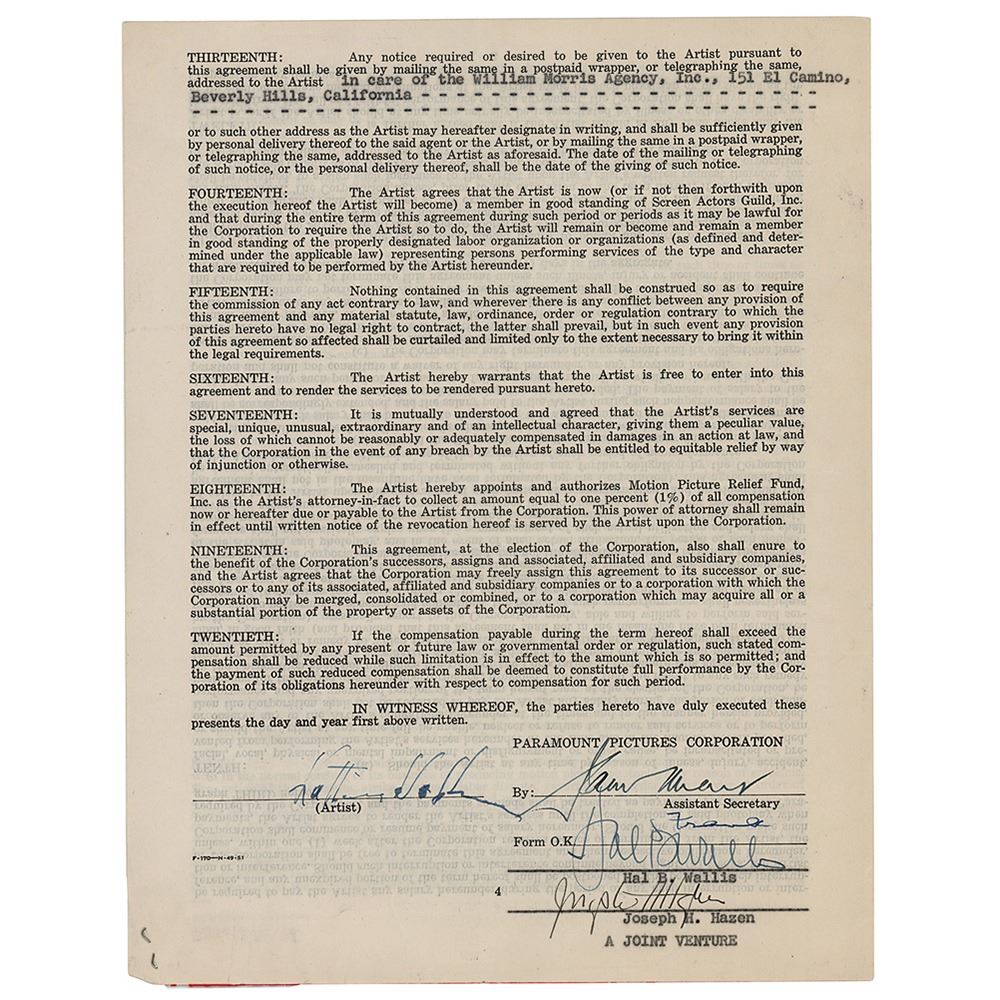 THIRTEENTH: Any notice required or desired to be given to the Artist pursuant to
this agreement shall be given by mailing the same in a postpaid wrapper, or telegraphing the same,
addressed to the Artist in care of the William Morris Agency, Inc., 151 El Camino,
Beverly Hills, California - - - - - - - - - - - - - - - - - - - - - -
- - - - - - - - - - - - - - - - - - - - - - - - - - - - - - - - - -
or to such other address as the Artist may hereafter designate in writing, and shall be sufficiently given
by personal delivery thereof to the said agent or the Artist, or by mailing the same in a postpaid wrapper,
or telegraphing the same, addressed to the Artist as aforesaid. The date of the mailing or telegraphing
of such notice, or the personal delivery thereof, shall be the date of the giving of such notice.
FOURTEENTH: The Artist agrees that the Artist is now (or if not then forthwith upon
the execution hereof the Artist will become) a member in good standing of Screen Actors Guild, Inc.
and that during the entire term of this agreement during such period or periods as it may be lawful for
the Corporation to require the Artist so to do, the Artist will remain or become and remain a member
in good standing of the properly designated labor organization or organizations (as defined and deter-
mined under the applicable law) representing persons performing services of the type and character
that are required to be performed by the Artist hereunder.
FIFTEENTH: Nothing contained in this agreement shall be construed so as to require
the commission of any act contrary to law, and wherever there is any conflict between any provision of
this agreement and any material statute, law, ordinance, order or regulation contrary to which the
parties hereto have no legal right to contract, the latter shall prevail, but in such event any provision
of this agreement so affected shall be curtailed and limited only to the extent necessary to bring it within
the legal requirements.
SIXTEENTH: The Artist hereby warrants that the Artist is free to enter into this
agreement and to render the services to be rendered pursuant hereto.
SEVENTEENTH: It is mutually understood and agreed that the Artist's services are
special, unique, unusual, extraordinary and of an intellectual character, giving them a peculiar value,
the loss of which cannot be reasonably or adequately compensated in damages in an action at law, and
that the Corporation in the event of any breach by the Artist shall be entitled to equitable relief by way
of injunction or otherwise.
EIGHTEENTH: The Artist hereby appoints and authorizes Motion Picture Relief Fund,
Inc. as the Artist's attorney-in-fact to collect an amount equal to one percent (1%) of all compensation
now or hereafter due or payable to the Artist from the Corporation. This power of attorney shall remain
in effect until written notice of the revocation hereof is served by the Artist upon the Corporation.
NINETEENTH: This agreement, at the election of the Corporation, also shall enure to
the benefit of the Corporation's successors, assigns and associated, affiliated and subsidiary companies,
and the Artist agrees that the Corporation may freely assign this agreement to its successor or suc-
cessors or to any of its associated, affiliated and subsidiary companies or to a corporation with which the
Corporation may be merged, consolidated or combined, or to a corporation which may acquire all or a
substantial portion of the property or assets of the Corporation.
TWENTIETH: If the compensation payable during the term hereof shall exceed the
amount permitted by any present or future law or governmental order or regulation, such stated com-
pensation shall be reduced while such limitation is in effect to the amount which is so permitted; and
the payment of such reduced compensation shall be deemed to constitute full performance by the Cor-
poration of its obligations hereunder with respect to compensation for such period.
IN WITNESS WHEREOF, the parties hereto have duly executed these
presents the day and year first above written.
PARAMOUNT PICTURES CORPORATION
By:
(Artist)
Assistant Secretary
Form O.K.
Hal B Wallis
F-170—N-49-51
Hal B. Wallis
4
Joseph H. Hazen
A JOINT VENTURE